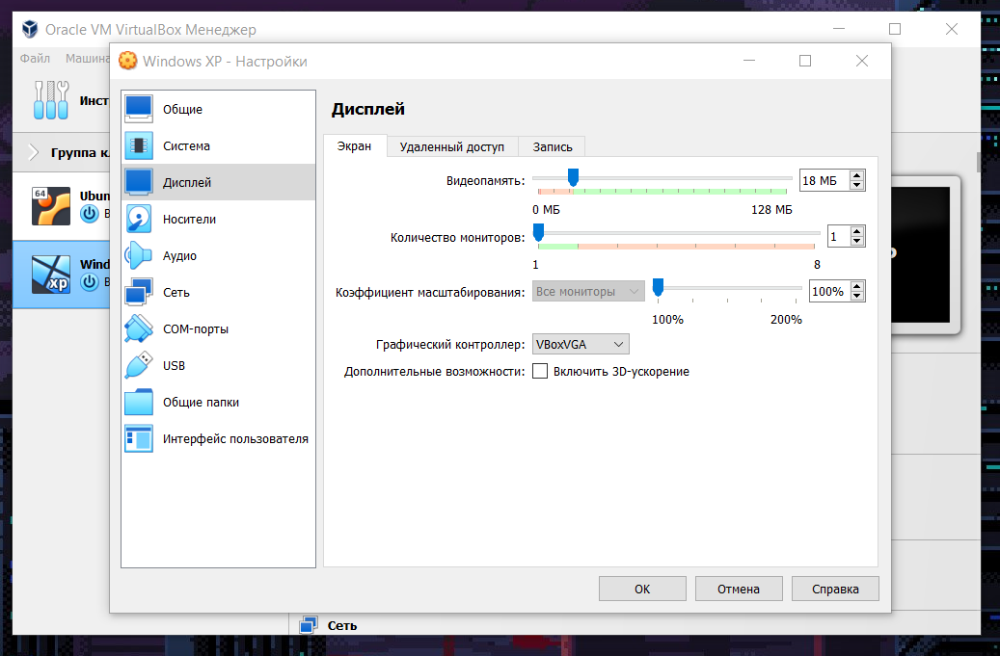 Oracle VM VirtualBox Менеджер
Файл Машина
Windows XP - Настройки
Инст
Группа к
64
Ubun
В
Wind
xp
В
Общие
Система
Дисплей
Носители
Аудио
Сеть
COM-порты
USB
Общие папки
Интерфейс пользователя
Дисплей
Экран Удаленный доступ Запись
Видеопамять: 18 МБ
0 МБ 128 МБ
Количество мониторов: 1
1 8
Коэффициент масштабирования: Все мониторы 100%
100% 200%
Графический контроллер: VBoxVGA
Дополнительные возможности: Включить 3D-ускорение
OK Отмена Справка
Сеть